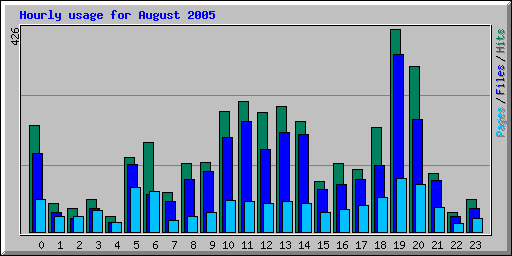 Hourly usage for August 2005
426
Pages / Files / Hits
0 1 2 3 4 5 6 7 8 9 10 11 12 13 14 15 16 17 18 19 20 21 22 23